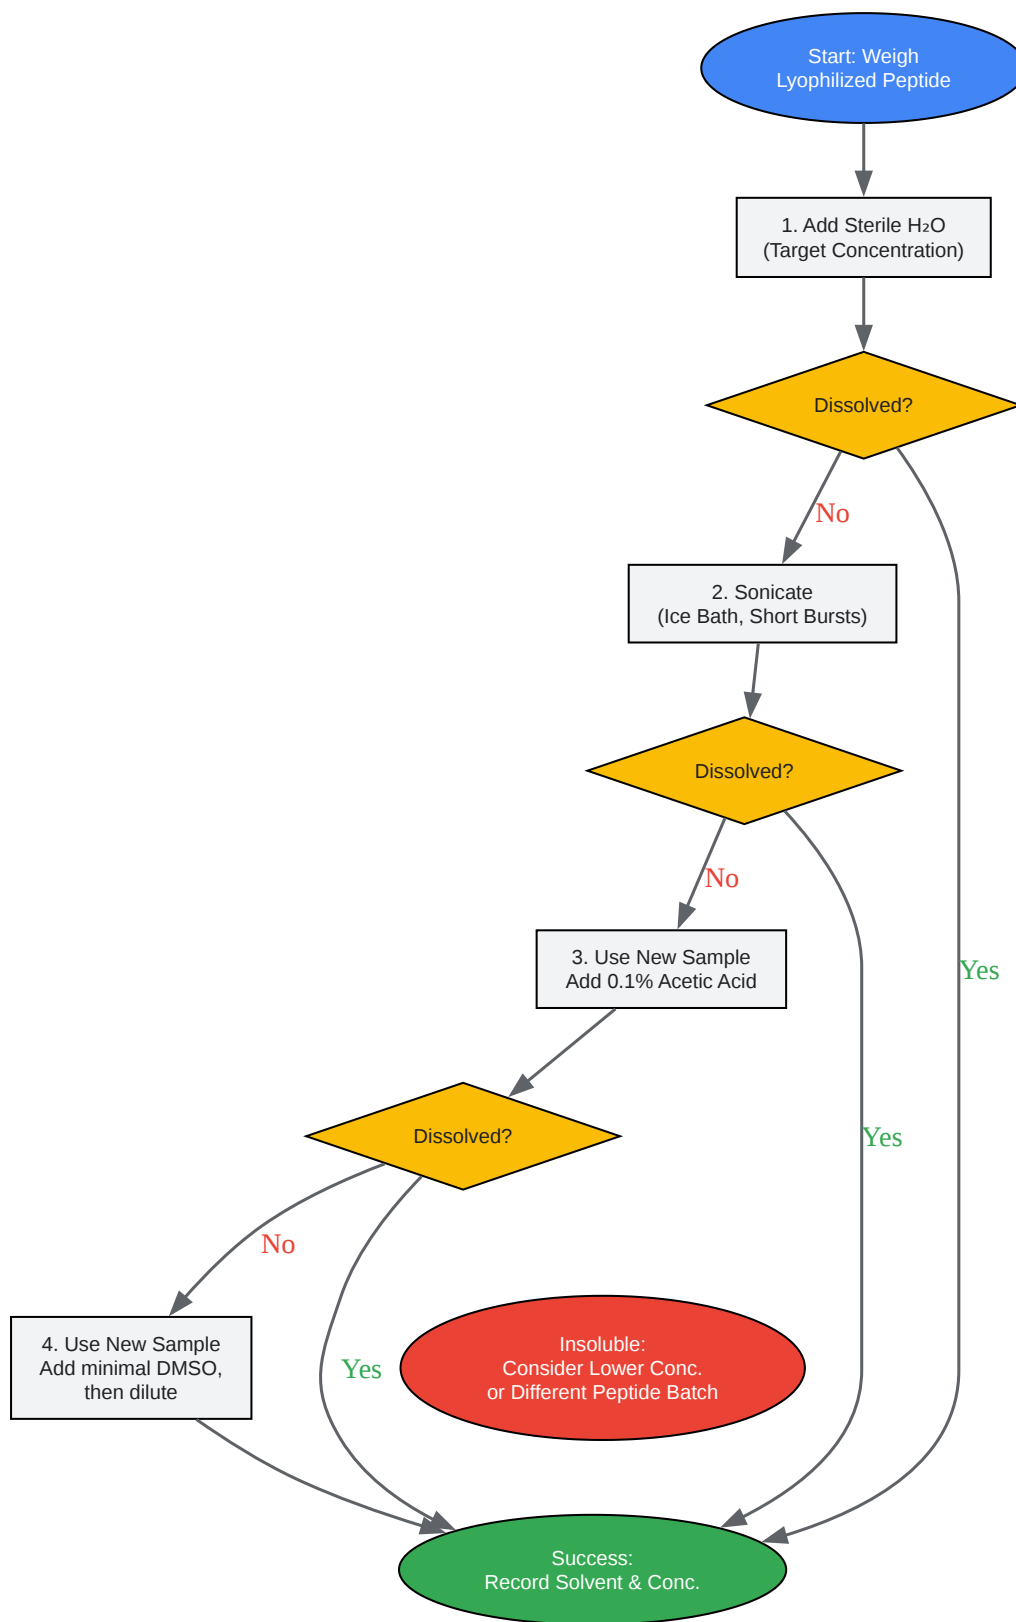 Start: Weigh
Lyophilized Peptide
1. Add Sterile H₂O
(Target Concentration)
Dissolved?
No
2. Sonicate
(Ice Bath, Short Bursts)
Dissolved?
No
3. Use New Sample
Add 0.1% Acetic Acid
Yes
Dissolved?
Yes
No
4. Use New Sample
Add minimal DMSO,
then dilute
Yes
Insoluble:
Consider Lower Conc.
or Different Peptide Batch
Success:
Record Solvent & Conc.